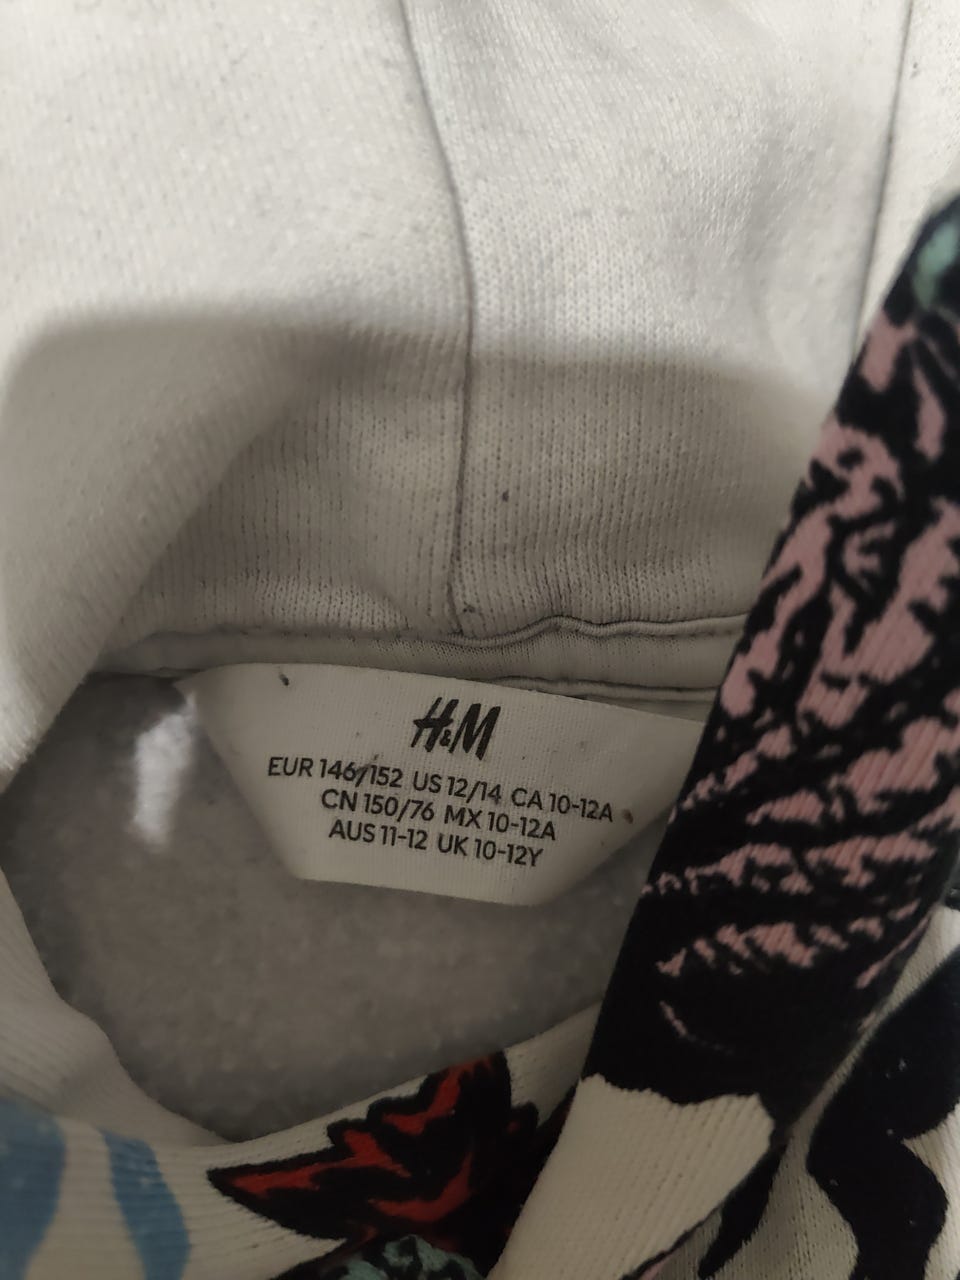 H&M
EUR 146/152 US 12/14 CA 10-12A
CN 150/76 MX 10-12A
AUS 11-12 UK 10-12Y